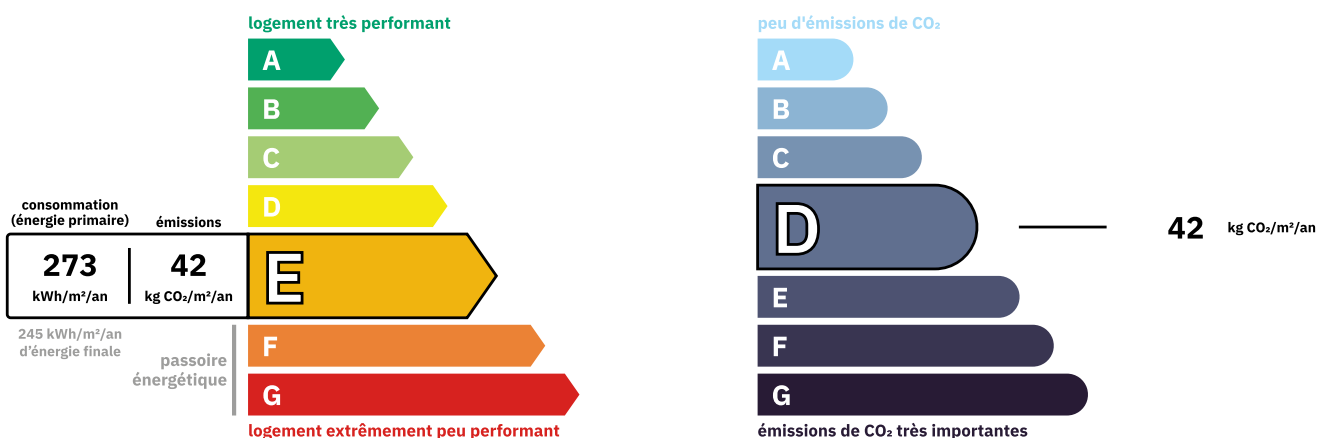 logement très performant
A
B
C
D
consommation
(énergie primaire)
émissions
273
kWh/m²/an
42
kg CO₂/m²/an
E
245 kWh/m²/an
d'énergie finale
passoire
énergétique
F
G
logement extrêmement peu performant
peu d'émissions de CO₂
A
B
C
D
42 kg CO₂/m²/an
E
F
G
émissions de CO₂ très importantes